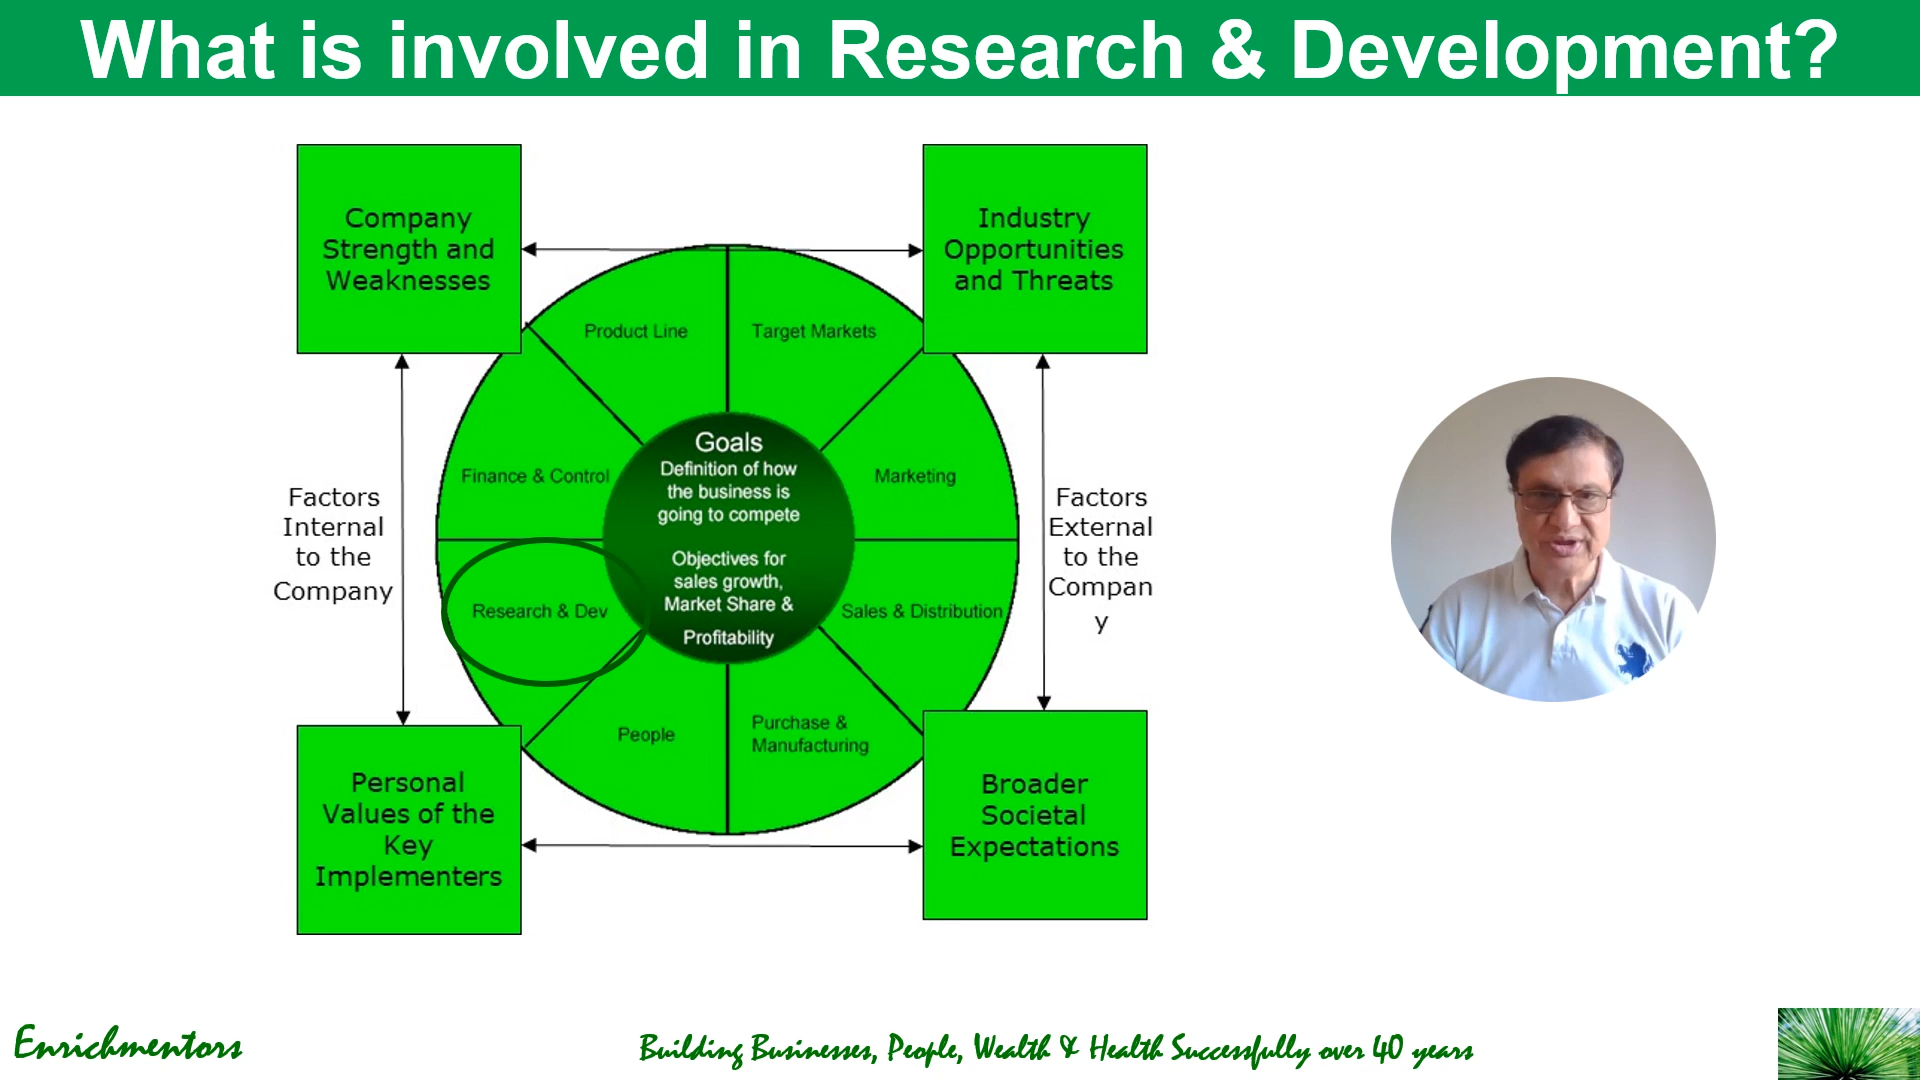 What is involved in Research & Development?
Company
Strength and
Weaknesses
Industry
Opportunities
and Threats
Product Line
Target Markets
Finance & Control
Marketing
Goals
Definition of how
the business is
going to compete
Objectives for
sales growth,
Market Share &
Profitability
Factors
Internal
to the
Company
Factors
External
to the
Compan
y
Research & Dev
Sales & Distribution
People
Purchase &
Manufacturing
Personal
Values of the
Key
Implementers
Broader
Societal
Expectations
Enrichmentors
Building Businesses, People, Wealth & Health Successfully over 40 years